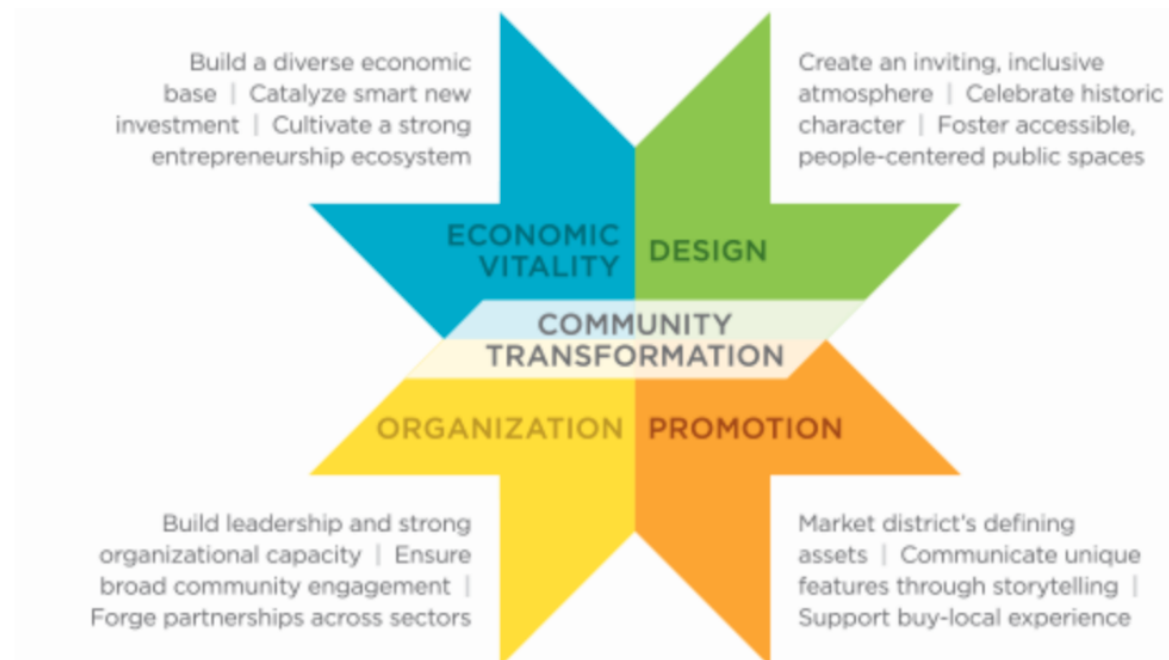 Build a diverse economic
base | Catalyze smart new
investment | Cultivate a strong
entrepreneurship ecosystem
Create an inviting, inclusive
atmosphere | Celebrate historic
character | Foster accessible,
people-centered public spaces
ECONOMIC
VITALITY
DESIGN
COMMUNITY
TRANSFORMATION
ORGANIZATION
PROMOTION
Build leadership and strong
organizational capacity | Ensure
broad community engagement |
Forge partnerships across sectors
Market district's defining
assets | Communicate unique
features through storytelling |
Support buy-local experience